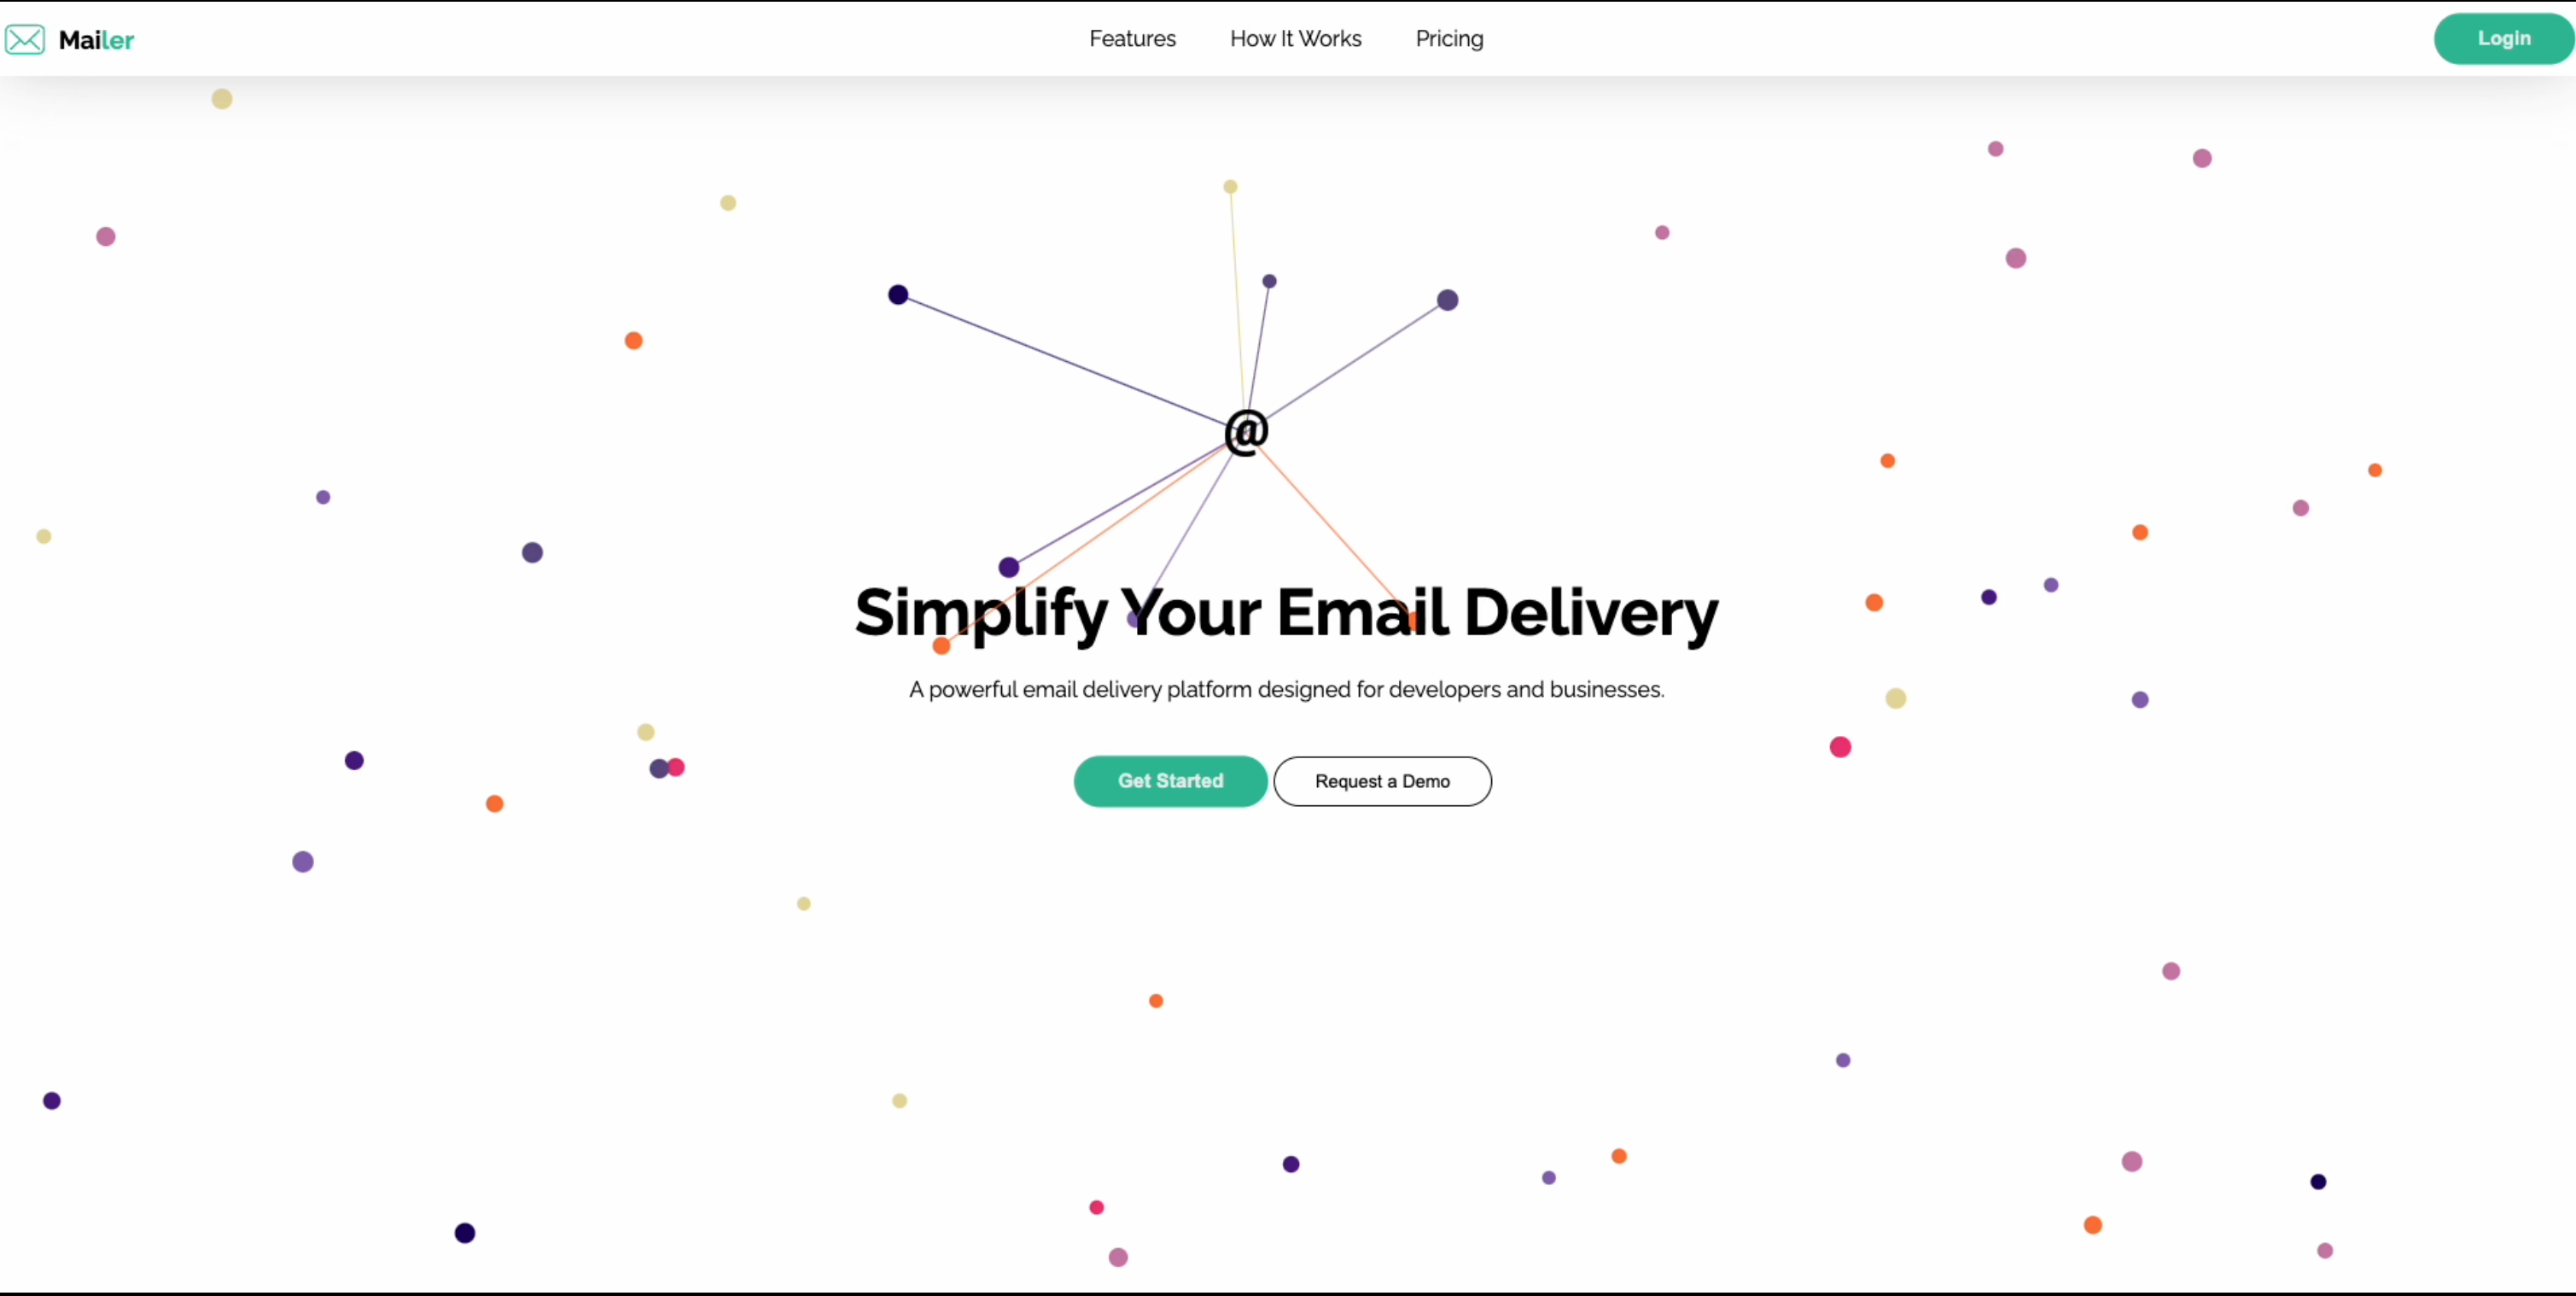 Mailer
Features How It Works Pricing
Login
@
Simplify Your Email Delivery
A powerful email delivery platform designed for developers and businesses.
Get Started
Request a Demo